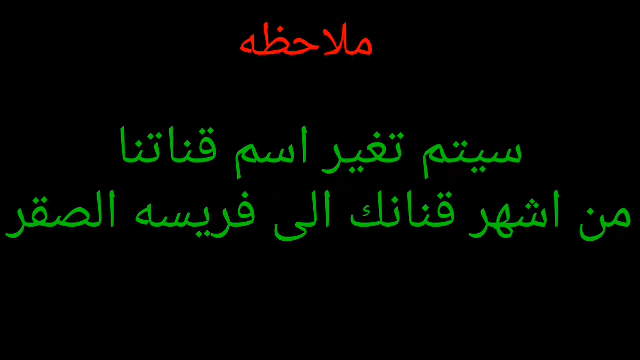 ملاحظه
سيتم تغير اسم قناتنا
من اشهر قنانك الى فريسه الصقر